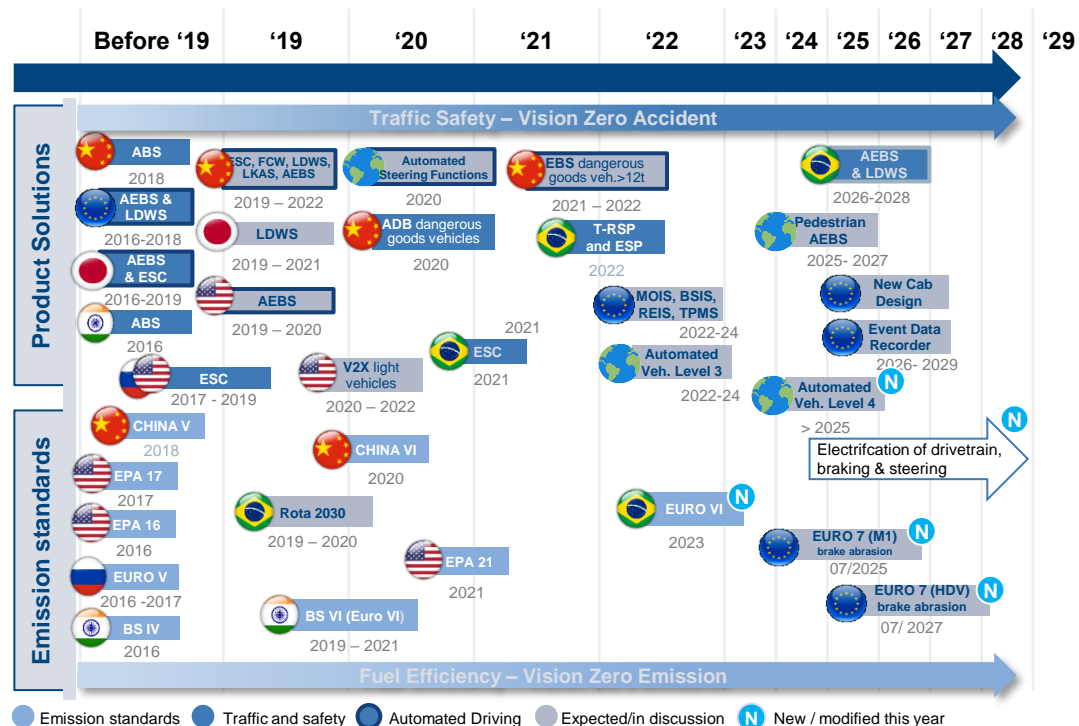 Before ‘19 ‘19 ‘20 ‘21 ‘22 ‘23 ‘24 ‘25 ‘26 ‘27 ‘28 ‘29
Product Solutions
Traffic Safety – Vision Zero Accident
ABS
2018
AEBS &
LDWS
2016-2018
AEBS
& ESC
2016-2019
ABS
2016
ESC
2017 - 2019
ESC, FCW, LDWS,
LKAS, AEBS
2019 – 2022
LDWS
2019 – 2021
AEBS
2019 – 2020
V2X light
vehicles
2020 – 2022
Automated
Steering Functions
2020
ADB dangerous
goods vehicles
2020
2021
ESC
2021
EBS dangerous
goods veh.>12t
2021 – 2022
T-RSP
and ESP
2022
MOIS, BSIS,
REIS, TPMS
2022-24
Automated
Veh. Level 3
2022-24
AEBS
& LDWS
2026-2028
Pedestrian
AEBS
2025- 2027
New Cab
Design
Event Data
Recorder
2026- 2029
Automated
Veh. Level 4
N
> 2025
N
Electrifcation of drivetrain,
braking & steering
Emission standards
CHINA V
2018
EPA 17
2017
EPA 16
2016
EURO V
2016 -2017
BS IV
2016
CHINA VI
2020
Rota 2030
2019 – 2020
EPA 21
2021
BS VI (Euro VI)
2019 – 2021
EURO VI
N
2023
EURO 7 (M1)
brake abrasion
N
07/2025
EURO 7 (HDV)
brake abrasion
N
07/ 2027
Fuel Efficiency – Vision Zero Emission
Emission standards Traffic and safety Automated Driving Expected/in discussion N New / modified this year